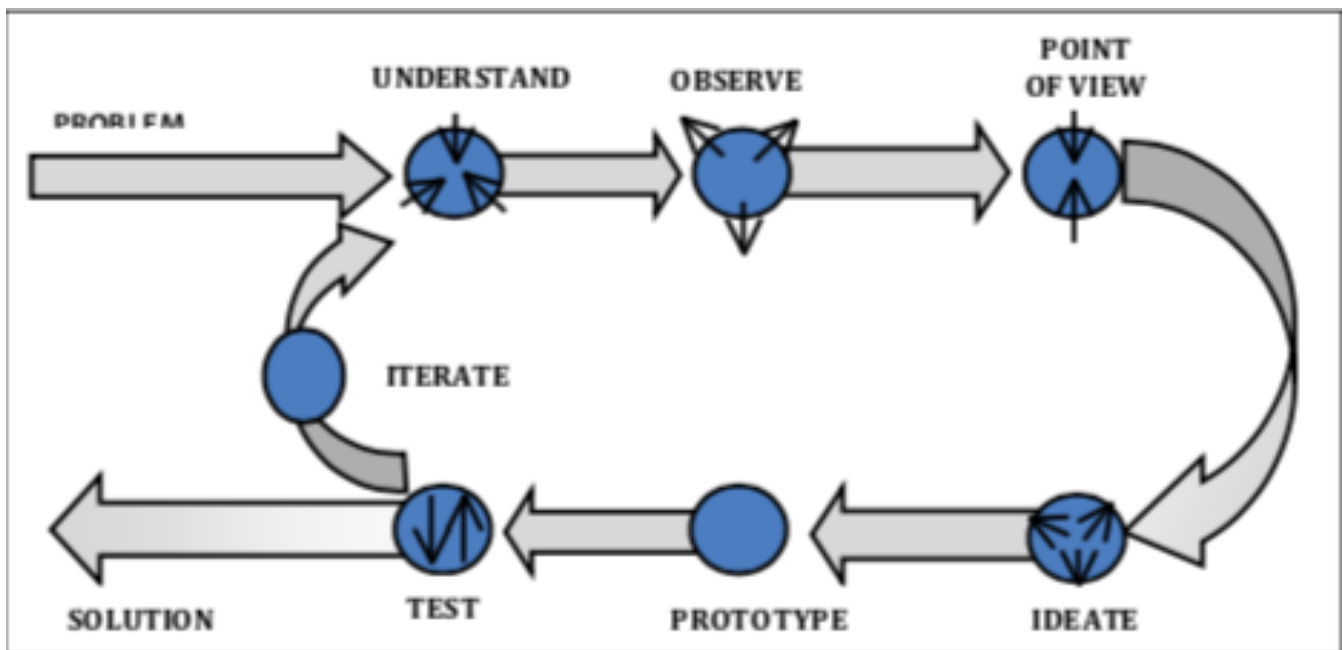 UNDERSTAND
OBSERVE
POINT
OF VIEW
PROBLEM
ITERATE
SOLUTION
TEST
PROTOTYPE
IDEATE